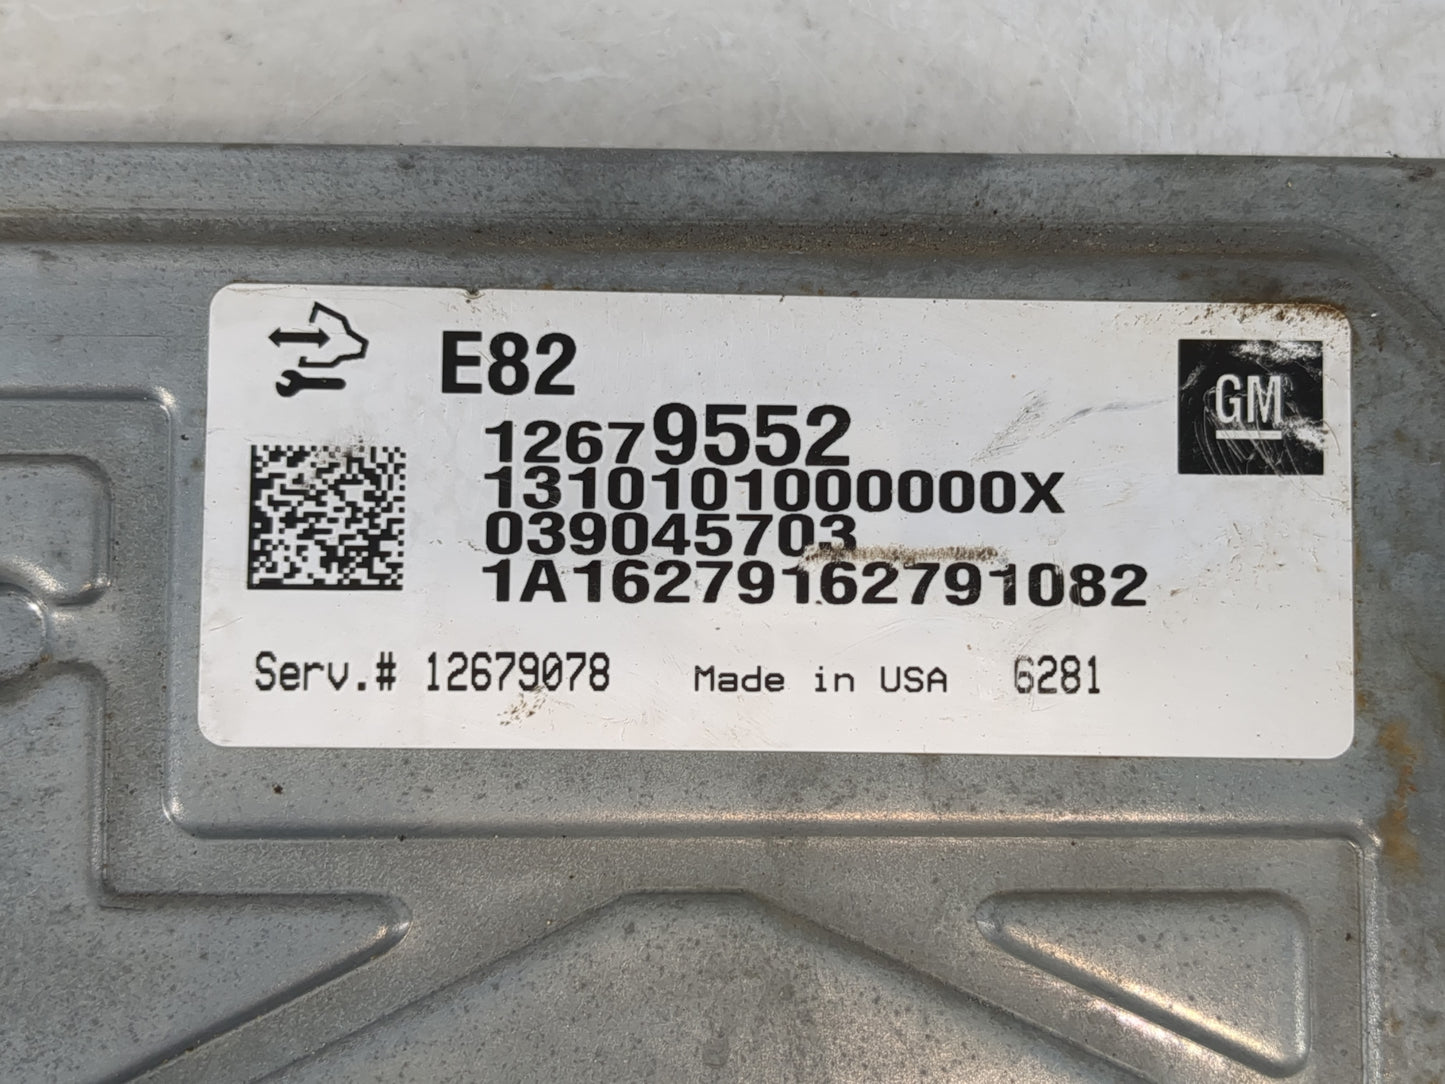 E82
GM
12679552
1310101000000X
039045703
1A16279162791082
Serv.# 12679078 Made in USA 6281